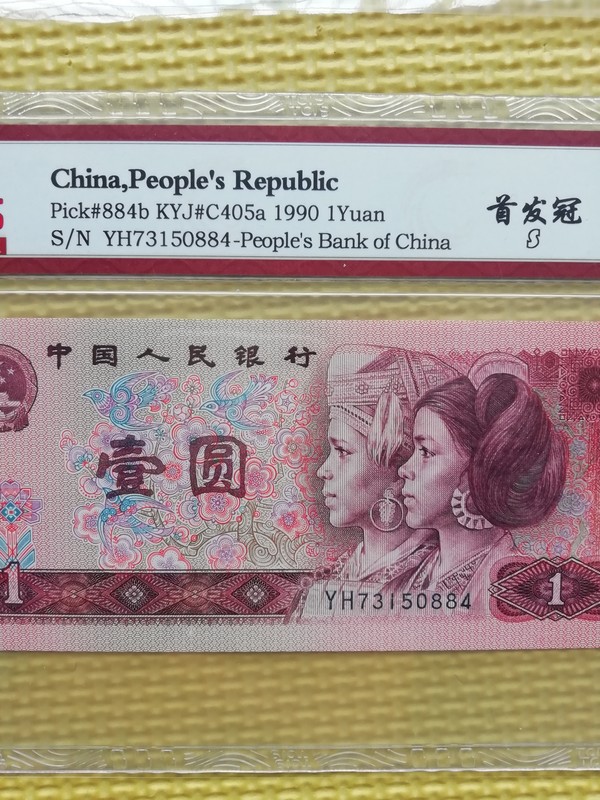 China,People's Republic
Pick#884b KYJ#C405a 1990 1Yuan
S/N YH73150884-People's Bank of China
首发冠
S
5
中国人民银行
壹圆
YH73150884
1
1